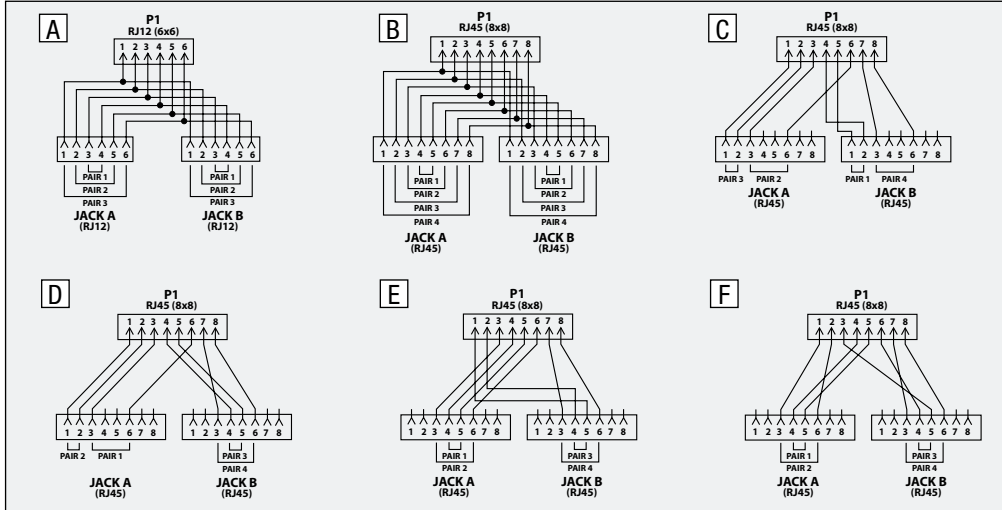 A
P1
RJ12 (6x6)
1 2 3 4 5 6
1 2 3 4 5 6
1 2 3 4 5 6
PAIR 1
PAIR 2
PAIR 3
PAIR 1
PAIR 2
PAIR 3
JACK A
(RJ12)
JACK B
(RJ12)
B
P1
RJ45 (8x8)
1 2 3 4 5 6 7 8
1 2 3 4 5 6 7 8
1 2 3 4 5 6 7 8
PAIR 1
PAIR 2
PAIR 3
PAIR 4
PAIR 1
PAIR 2
PAIR 3
PAIR 4
JACK A
(RJ45)
JACK B
(RJ45)
C
P1
RJ45 (8x8)
1 2 3 4 5 6 7 8
1 2 3 4 5 6 7 8
1 2 3 4 5 6 7 8
PAIR 3
PAIR 2
PAIR 1
PAIR 4
JACK A
(RJ45)
JACK B
(RJ45)
D
P1
RJ45 (8x8)
1 2 3 4 5 6 7 8
1 2 3 4 5 6 7 8
1 2 3 4 5 6 7 8
PAIR 2
PAIR 1
PAIR 3
PAIR 4
JACK A
(RJ45)
JACK B
(RJ45)
E
P1
RJ45 (8x8)
1 2 3 4 5 6 7 8
1 2 3 4 5 6 7 8
1 2 3 4 5 6 7 8
PAIR 1
PAIR 2
PAIR 3
PAIR 4
JACK A
(RJ45)
JACK B
(RJ45)
F
P1
RJ45 (8x8)
1 2 3 4 5 6 7 8
1 2 3 4 5 6 7 8
1 2 3 4 5 6 7 8
PAIR 1
PAIR 2
PAIR 3
PAIR 4
JACK A
(RJ45)
JACK B
(RJ45)